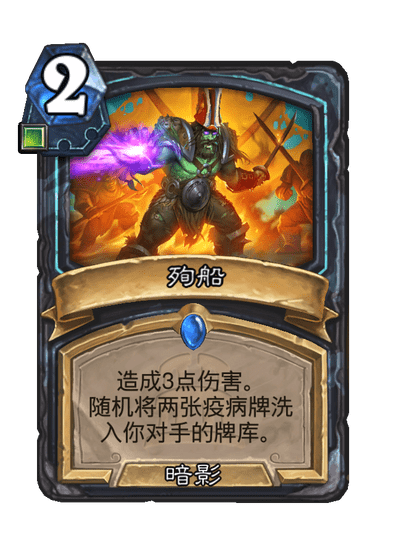 2
殉船
造成3点伤害。
随机将两张疫病牌洗
入你对手的牌库。
暗影